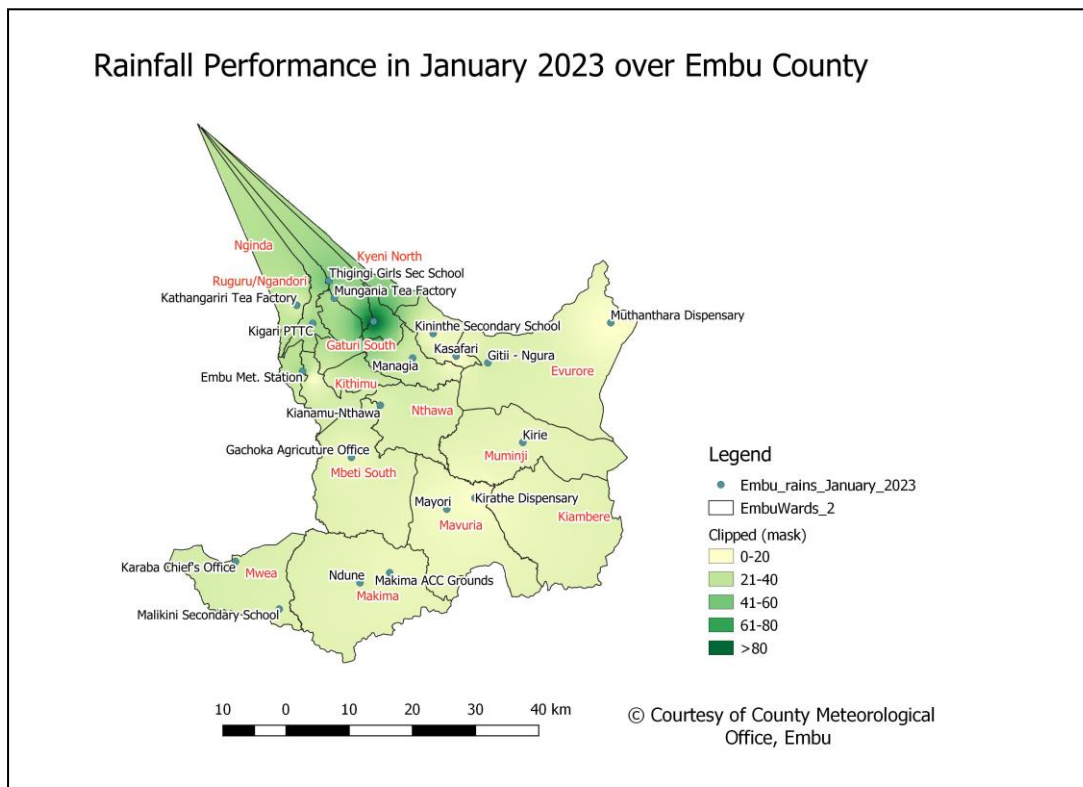 Rainfall Performance in January 2023 over Embu County
Nginda
Kyeni North
Thigingi Girls Sec School
Ruguru/Ngandori
Mungania Tea Factory
Kathangariri Tea Factory
Mūthanthara Dispensary
Kigari PTTC
Kininthe Secondary School
Gaturi South
Kasafari
Gitii - Ngura
Managia
Evurore
Embu Met. Station
Kithimu
Kianamu-Nthawa
Nthawa
Kirie
Gachoka Agricuture Office
Muminji
Mbeti South
Mayori
Kirathe Dispensary
Kiambere
Mavuria
Karaba Chief's Office
Mwea
Ndune
Makima ACC Grounds
Makima
Malikini Secondary School
Legend
Embu_rains_January_2023
EmbuWards_2
Clipped (mask)
0-20
21-40
41-60
61-80
>80
10 0 10 20 30 40 km
© Courtesy of County Meteorological
Office, Embu